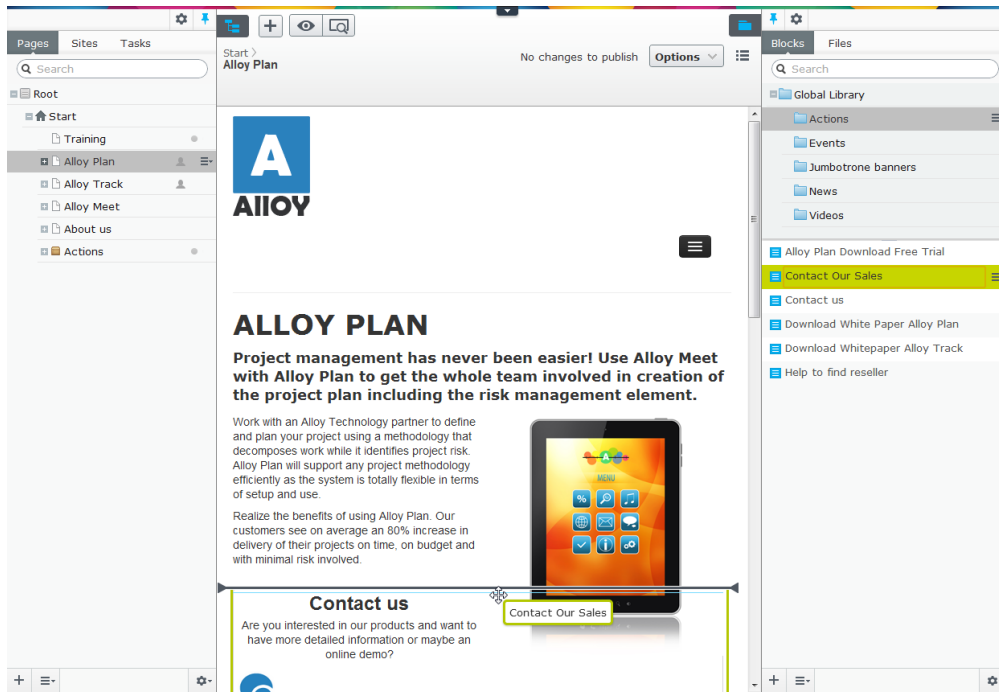 Pages Sites Tasks
Search
Root
Start
Training
Alloy Plan
Alloy Track
Alloy Meet
About us
Actions
Start
Alloy Plan
No changes to publish Options
A
Alloy
ALLOY PLAN
Project management has never been easier! Use Alloy Meet
with Alloy Plan to get the whole team involved in creation of
the project plan including the risk management element.
Work with an Alloy Technology partner to define
and plan your project using a methodology that
decomposes work while it identifies project risk.
Alloy Plan will support any project methodology
efficiently as the system is totally flexible in terms
of setup and use.
Realize the benefits of using Alloy Plan. Our
customers see on average an 80% increase in
delivery of their projects on time, on budget and
with minimal risk involved.
A
MENU
%
Contact us
Are you interested in our products and want to
have more detailed information or maybe an
online demo?
Contact Our Sales
Blocks Files
Search
Global Library
Actions
Events
Jumbotrone banners
News
Videos
Alloy Plan Download Free Trial
Contact Our Sales
Contact us
Download White Paper Alloy Plan
Download Whitepaper Alloy Track
Help to find reseller